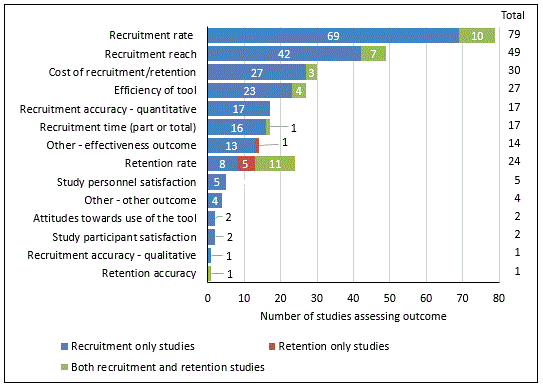 Total
Recruitment rate 69 10 79
Recruitment reach 42 7 49
Cost of recruitment/retention 27 3 30
Efficiency of tool 23 4 27
Recruitment accuracy - quantitative 17 17
Recruitment time (part or total) 16 1 17
Other - effectiveness outcome 13 1 14
Retention rate 8 5 11 24
Study personnel satisfaction 5 5
Other - other outcome 4 4
Attitudes towards use of the tool 2 2
Study participant satisfaction 2 2
Recruitment accuracy - qualitative 1 1
Retention accuracy 1 1
0 10 20 30 40 50 60 70 80
Number of studies assessing outcome
Recruitment only studies Retention only studies
Both recruitment and retention studies